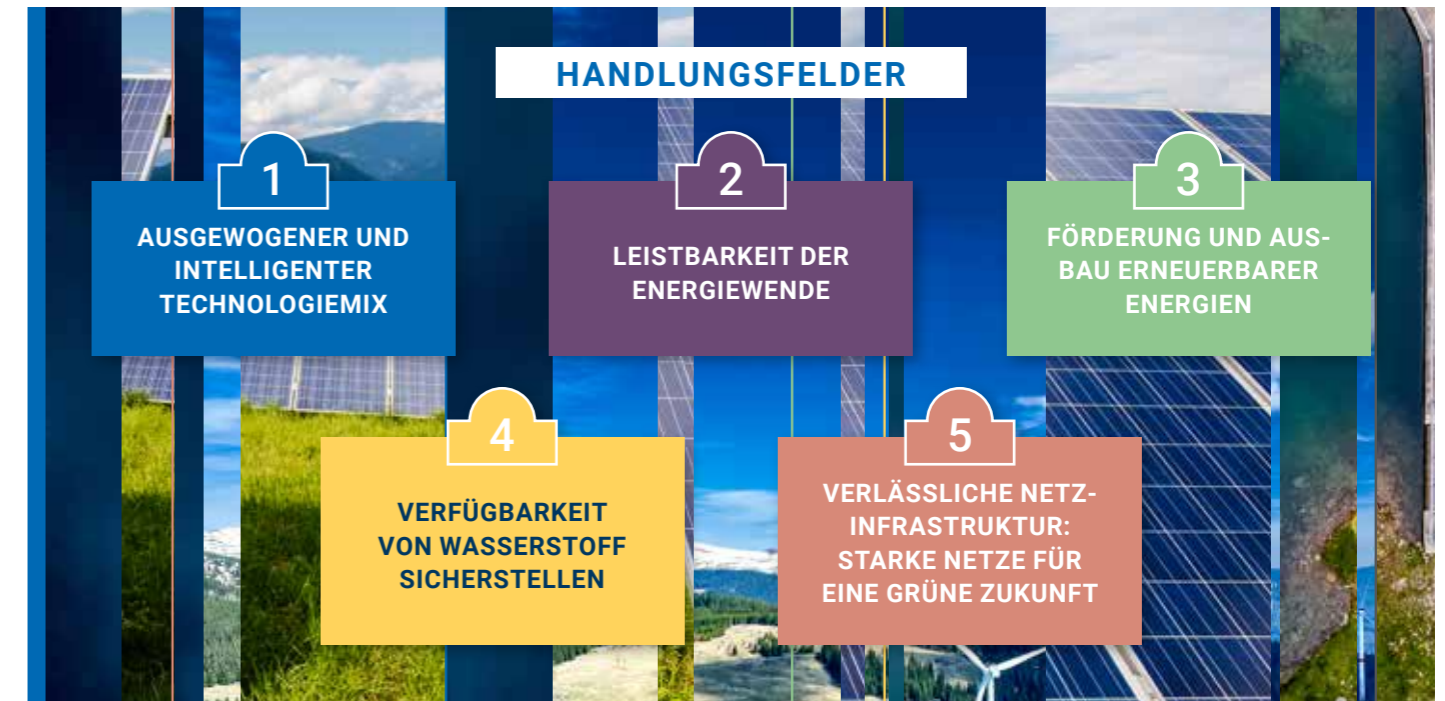 HANDLUNGSFELDER
1
AUSGEWOGENER UND
INTELLIGENTER
TECHNOLOGIEMIX
2
LEISTBARKEIT DER
ENERGIEWENDE
3
FÖRDERUNG UND AUS-
BAU ERNEUERBARER
ENERGIEN
4
VERFÜGBARKEIT
VON WASSERSTOFF
SICHERSTELLEN
5
VERLÄSSLICHE NETZ-
INFRASTRUKTUR:
STARKE NETZE FÜR
EINE GRÜNE ZUKUNFT